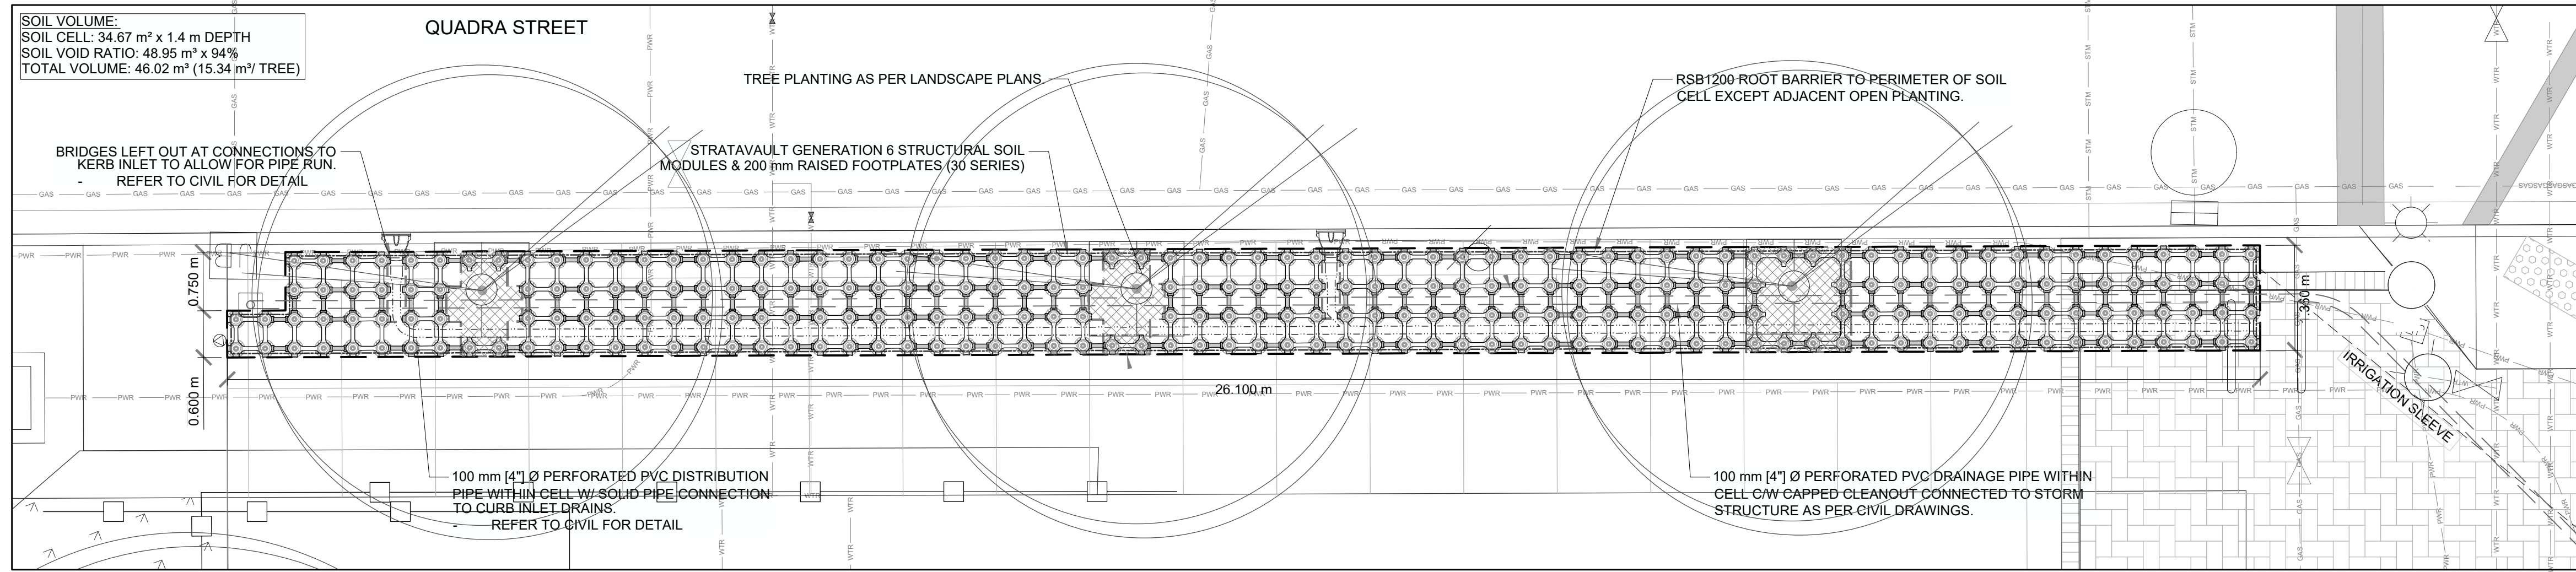 SOIL VOLUME:
SOIL CELL: 34.67 m² x 1.4 m DEPTH
SOIL VOID RATIO: 48.95 m³ x 94%
TOTAL VOLUME: 46.02 m³ (15.34 m³/ TREE)
QUADRA STREET
TREE PLANTING AS PER LANDSCAPE PLANS.
RSB1200 ROOT BARRIER TO PERIMETER OF SOIL
CELL EXCEPT ADJACENT OPEN PLANTING.
BRIDGES LEFT OUT AT CONNECTIONS TO
KERB INLET TO ALLOW FOR PIPE RUN.
- REFER TO CIVIL FOR DETAIL
STRATAVAULT GENERATION 6 STRUCTURAL SOIL
MODULES & 200 mm RAISED FOOTPLATES (30 SERIES)
GAS
PWR
WTR
STM
0.750 m
0.600 m
26.100 m
IRRIGATION SLEEVE
100 mm [4"] Ø PERFORATED PVC DISTRIBUTION
PIPE WITHIN CELL W/ SOLID PIPE CONNECTION
TO CURB INLET DRAINS.
- REFER TO CIVIL FOR DETAIL
100 mm [4"] Ø PERFORATED PVC DRAINAGE PIPE WITHIN
CELL C/W CAPPED CLEANOUT CONNECTED TO STORM
STRUCTURE AS PER CIVIL DRAWINGS.